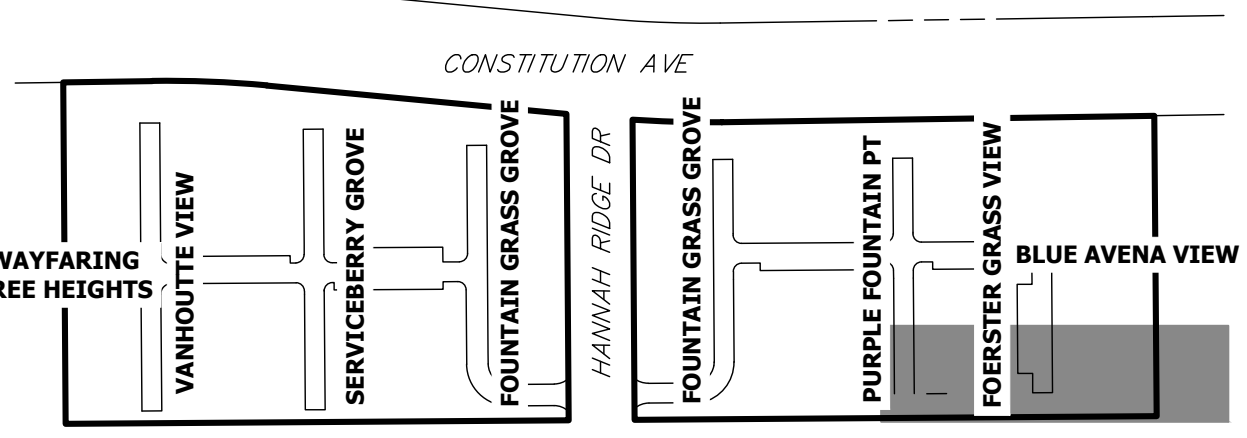 CONSTITUTION AVE
WAYFARING
REE HEIGHTS
VANHOUTTE VIEW
SERVICEBERRY GROVE
FOUNTAIN GRASS GROVE
HANNAH RIDGE DR
FOUNTAIN GRASS GROVE
PURPLE FOUNTAIN PT
FOERSTER GRASS VIEW
BLUE AVENA VIEW